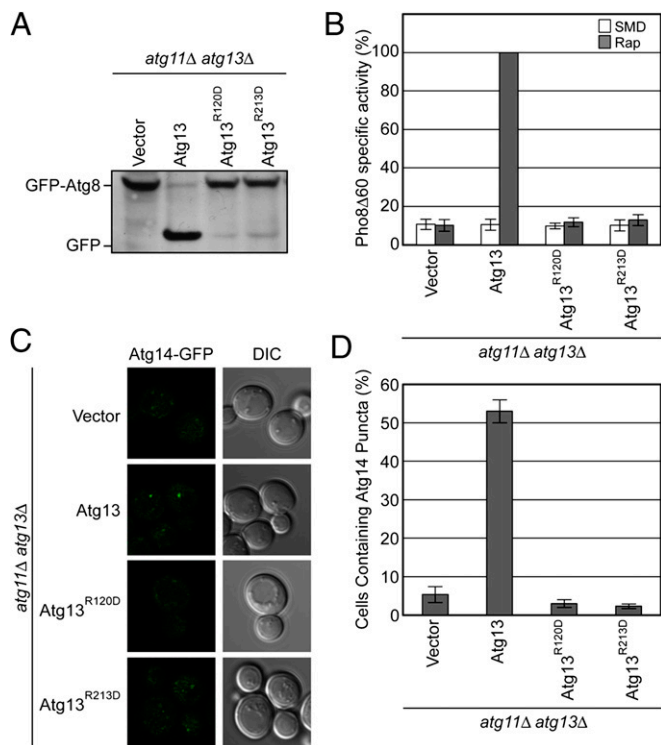 A
atg11Δ atg13Δ
Vector
Atg13
Atg13R120D
Atg13R213D
GFP-Atg8
GFP
B
SMD
Rap
Pho8Δ60 specific activity (%)
100
80
60
40
20
0
Vector
Atg13
Atg13R120D
Atg13R213D
atg11Δ atg13Δ
C
Atg14-GFP
DIC
atg11Δ atg13Δ
Vector
Atg13
Atg13R120D
Atg13R213D
D
Cells Containing Atg14 Puncta (%)
60
50
40
30
20
10
0
Vector
Atg13
Atg13R120D
Atg13R213D
atg11Δ atg13Δ